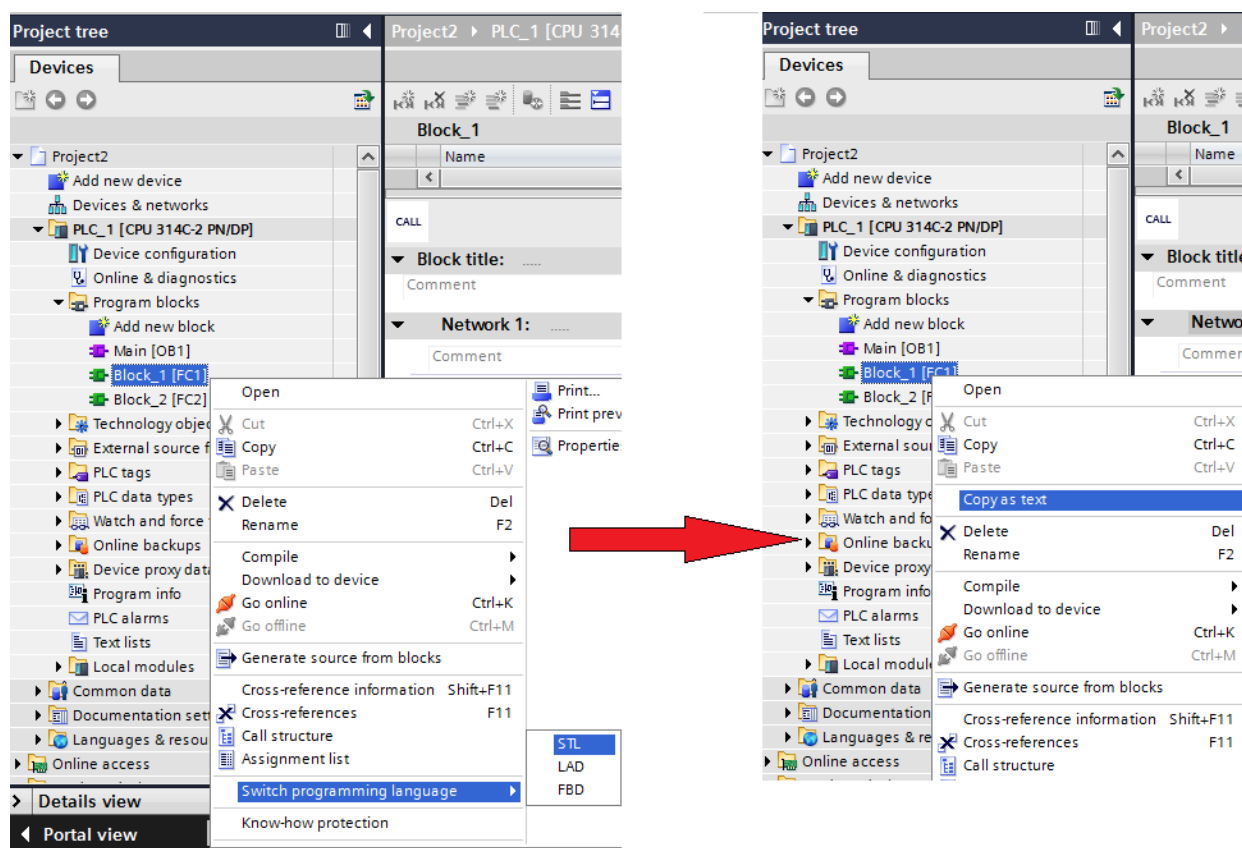 Project tree
Project2 ▸ PLC_1 [CPU 314
Devices
Block_1
Name
Project2
Add new device
Devices & networks
PLC_1 [CPU 314C-2 PN/DP]
CALL
Device configuration
Block title: .....
Online & diagnostics
Comment
Program blocks
Add new block
Network 1: .....
Main [OB1]
Comment
Block_1 [FC1]
Block_2 [FC2]
Technology objec
External source f
PLC tags
PLC data types
Watch and force
Online backups
Device proxy data
Program info
PLC alarms
Text lists
Local modules
Common data
Documentation sett
Languages & resou
Online access
Details view
Portal view
Open
Cut Ctrl+X
Copy Ctrl+C
Paste Ctrl+V
Delete Del
Rename F2
Compile
Download to device
Go online Ctrl+K
Go offline Ctrl+M
Generate source from blocks
Cross-reference information Shift+F11
Cross-references F11
Call structure
Assignment list
Switch programming language
Know-how protection
Print...
Print prev
Propertie
STL
LAD
FBD
Project tree
Project2 ▸
Devices
Block_1
Name
Project2
Add new device
Devices & networks
PLC_1 [CPU 314C-2 PN/DP]
CALL
Device configuration
Block title
Online & diagnostics
Comment
Program blocks
Add new block
Netwo
Main [OB1]
Commer
Block_1 [FC1]
Block_2 [F
Technology o
External sour
PLC tags
PLC data type
Watch and fo
Online backu
Device proxy
Program info
PLC alarms
Text lists
Local module
Common data
Documentation
Languages & re
Online access
Open
Cut Ctrl+X
Copy Ctrl+C
Paste Ctrl+V
Copy as text
Delete Del
Rename F2
Compile
Download to device
Go online Ctrl+K
Go offline Ctrl+M
Generate source from blocks
Cross-reference information Shift+F11
Cross-references F11
Call structure